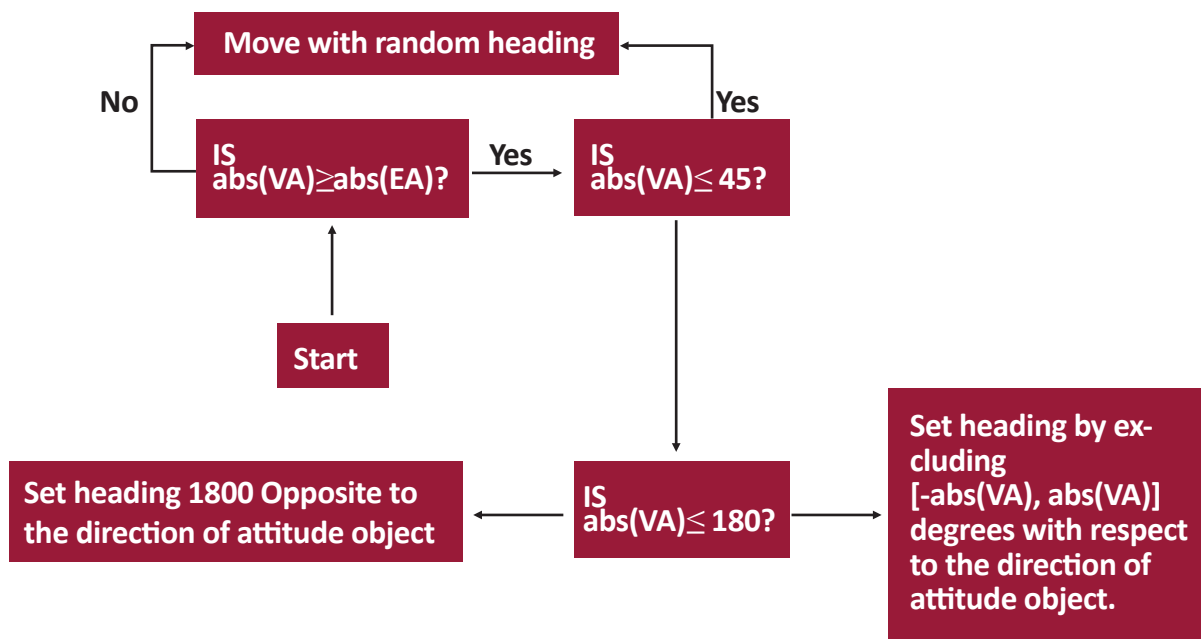 Move with random heading
No
Yes
IS
abs(VA)≥abs(EA)?
Yes
IS
abs(VA)≤ 45?
Start
Set heading 1800 Opposite to
the direction of attitude object
IS
abs(VA)≤ 180?
Set heading by ex-
cluding
[-abs(VA), abs(VA)]
degrees with respect
to the direction of
attitude object.